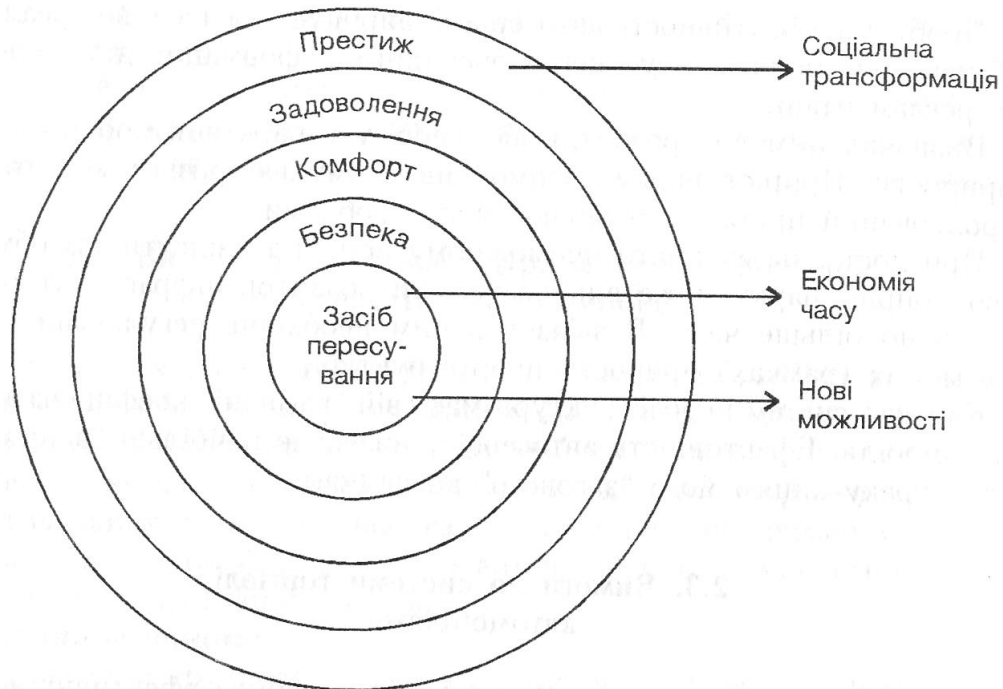 Престиж
Задоволення
Комфорт
Безпека
Засіб
пересу-
вання
Соціальна
трансформація
Економія
часу
Нові
можливості